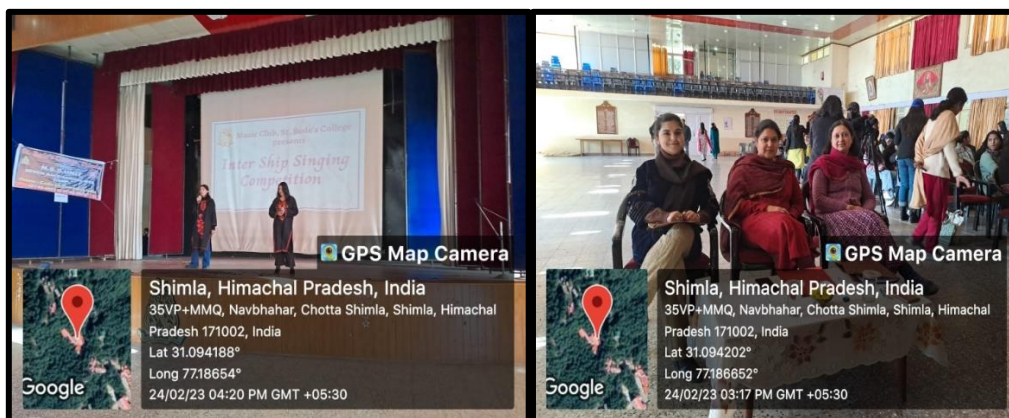 Music Club, St. Bede's College
presents
Inter Ship Singing
Competition
GPS Map Camera
Shimla, Himachal Pradesh, India
35VP+MMQ, Navbhahar, Chotta Shimla, Shimla, Himachal
Pradesh 171002, India
Lat 31.094188°
Long 77.18654°
24/02/23 04:20 PM GMT +05:30
Google
GPS Map Camera
Shimla, Himachal Pradesh, India
35VP+MMQ, Navbhahar, Chotta Shimla, Shimla, Himachal
Pradesh 171002, India
Lat 31.094202°
Long 77.186652°
24/02/23 03:17 PM GMT +05:30
Google